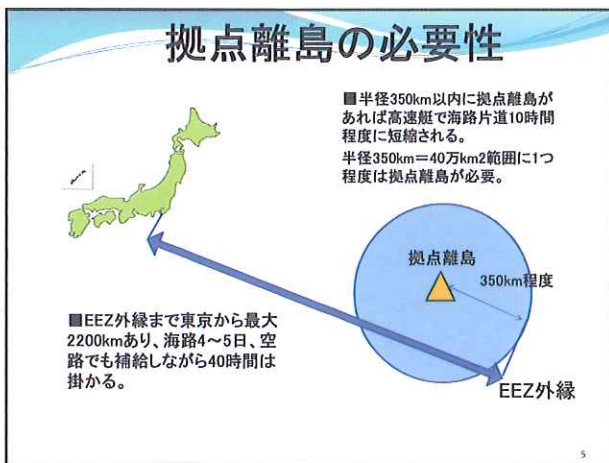 拠点離島の必要性
■半径350km以内に拠点離島が
あれば高速艇で海路片道10時間
程度に短縮される。
半径350km=40万km2範囲に1つ
程度は拠点離島が必要。
拠点離島
350km程度
■EEZ外縁まで東京から最大
2200kmあり、海路4～5日、空
路でも補給しながら40時間は
掛かる。
EEZ外縁
5